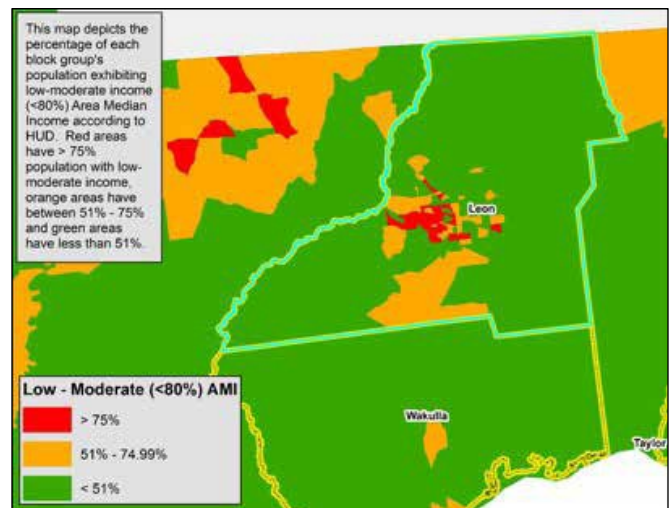 This map depicts the
percentage of each
block group's
population exhibiting
low-moderate income
(<80%) Area Median
Income according to
HUD. Red areas
have > 75%
population with low-
moderate income,
orange areas have
between 51% - 75%
and green areas
have less than 51%.
Leon
Low - Moderate (<80%) AMI
> 75%
51% - 74.99%
< 51%
Wakulla
Taylor